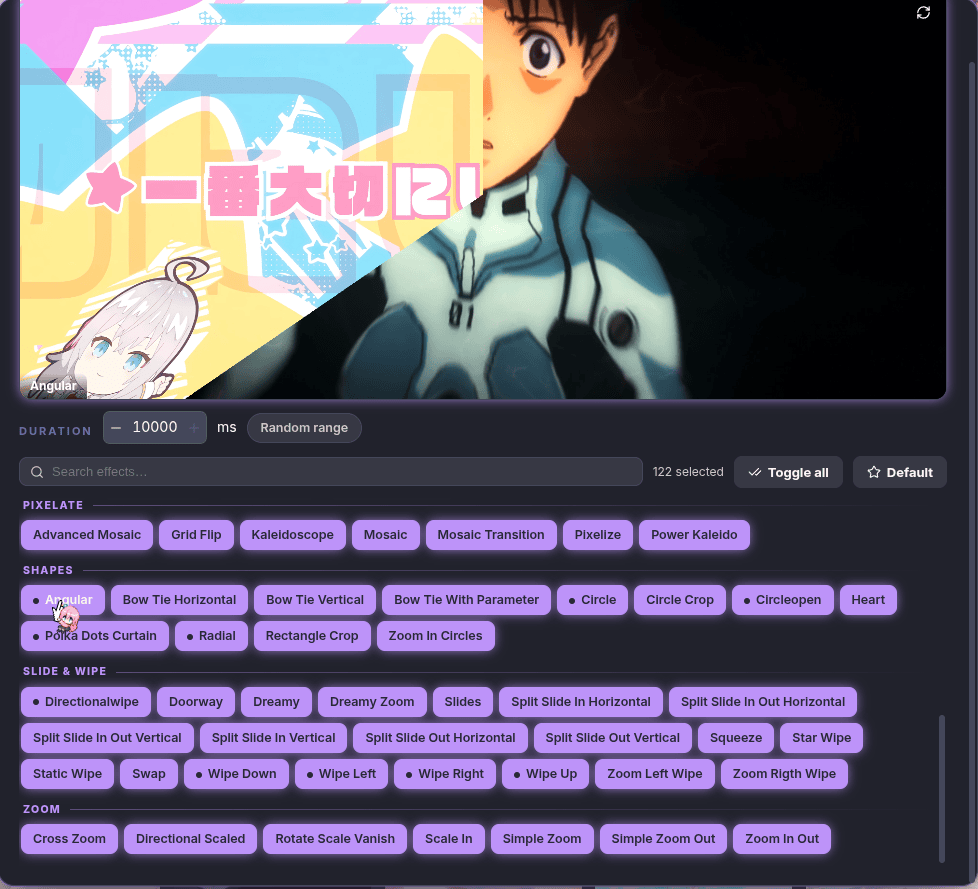 ★一番大切に!
Angular
DURATION − 10000 + ms Random range
Search effects... 122 selected Toggle all Default
PIXELATE
Advanced Mosaic Grid Flip Kaleidoscope Mosaic Mosaic Transition Pixelize Power Kaleido
SHAPES
Angular Bow Tie Horizontal Bow Tie Vertical Bow Tie With Parameter Circle Circle Crop Circleopen Heart
Polka Dots Curtain Radial Rectangle Crop Zoom In Circles
SLIDE & WIPE
Directionalwipe Doorway Dreamy Dreamy Zoom Slides Split Slide In Horizontal Split Slide In Out Horizontal
Split Slide In Out Vertical Split Slide In Vertical Split Slide Out Horizontal Split Slide Out Vertical Squeeze Star Wipe
Static Wipe Swap Wipe Down Wipe Left Wipe Right Wipe Up Zoom Left Wipe Zoom Rigth Wipe
ZOOM
Cross Zoom Directional Scaled Rotate Scale Vanish Scale In Simple Zoom Simple Zoom Out Zoom In Out